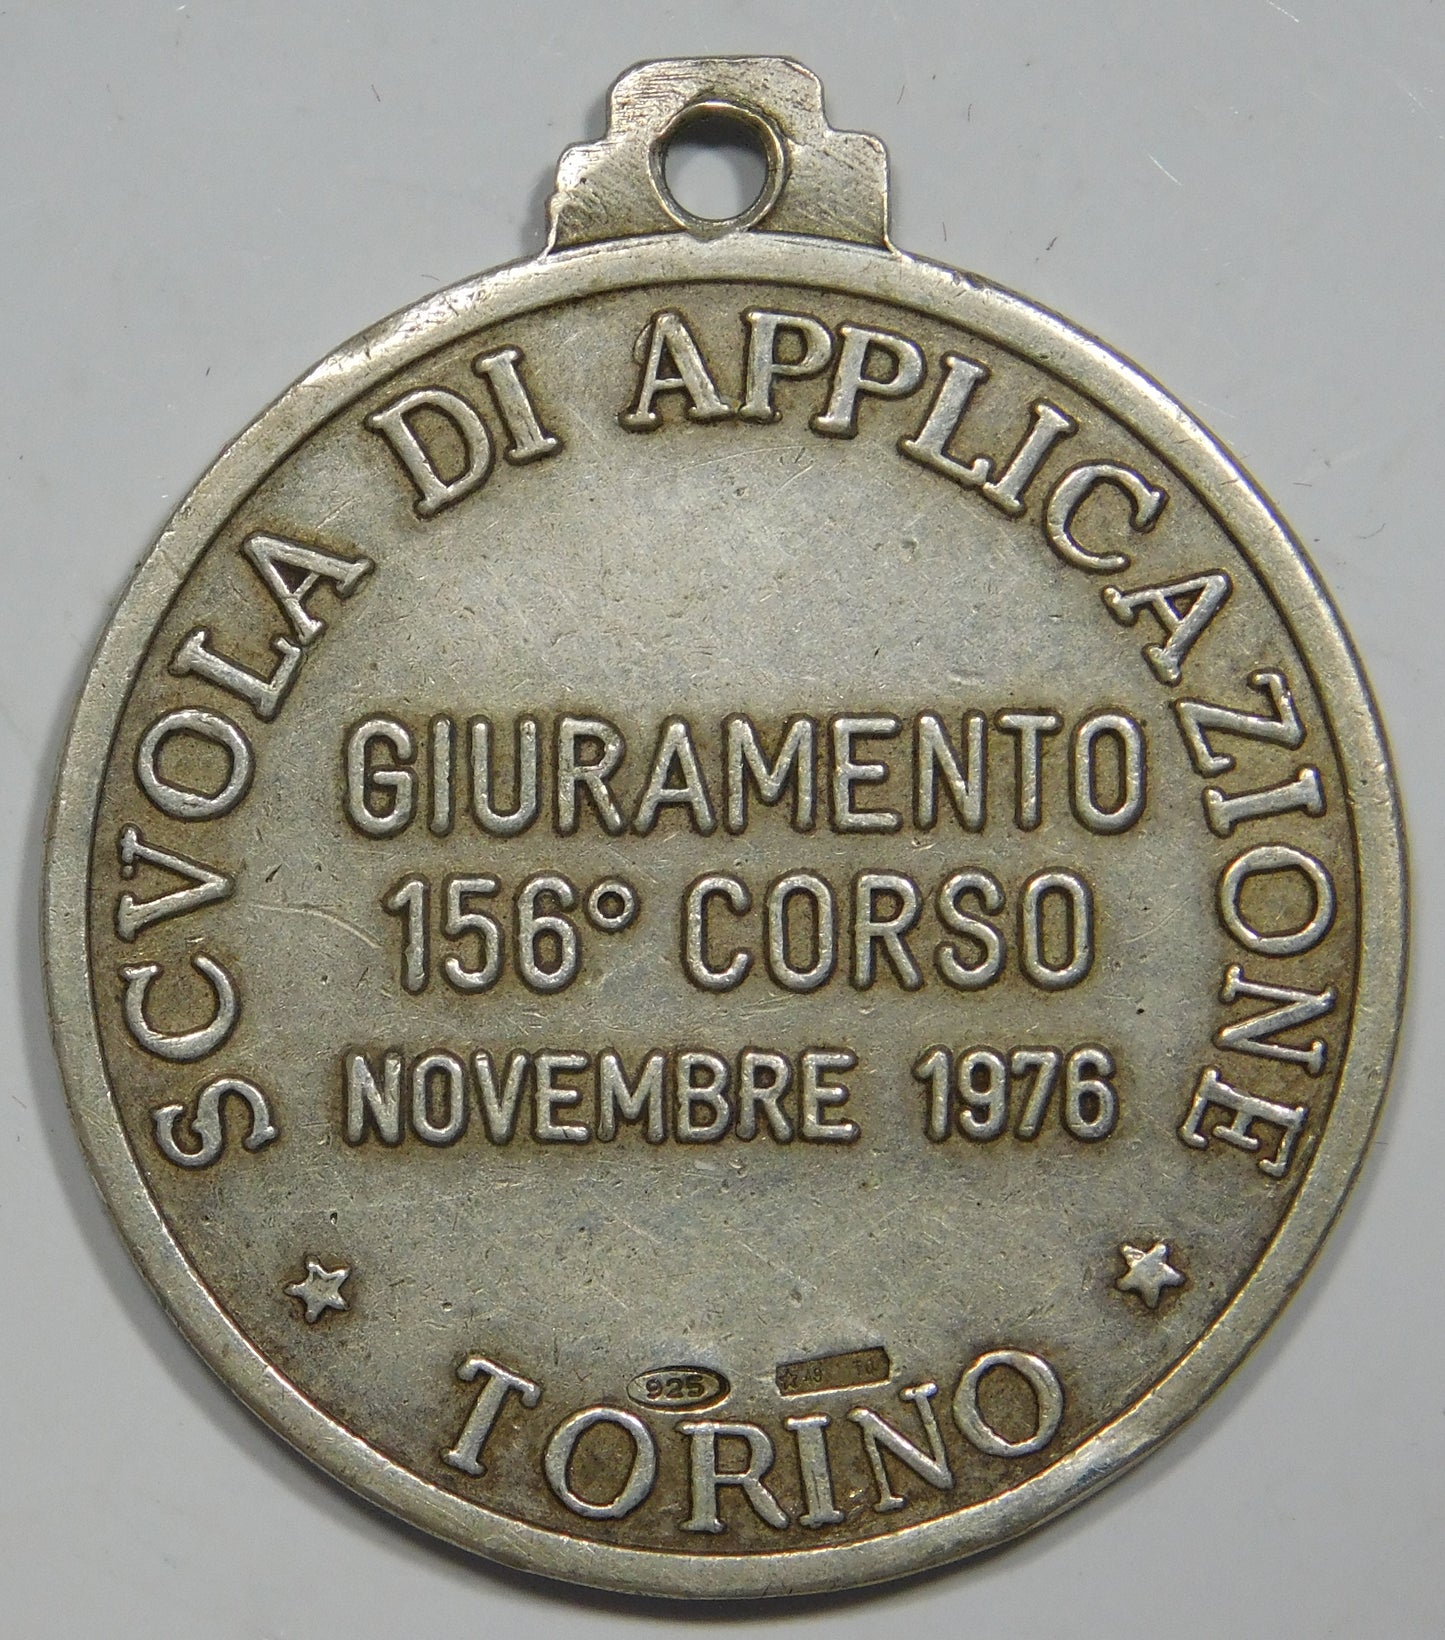 SCVOLA DI APPLICAZIONE
GIURAMENTO
156° CORSO
NOVEMBRE 1976
925
TORINO